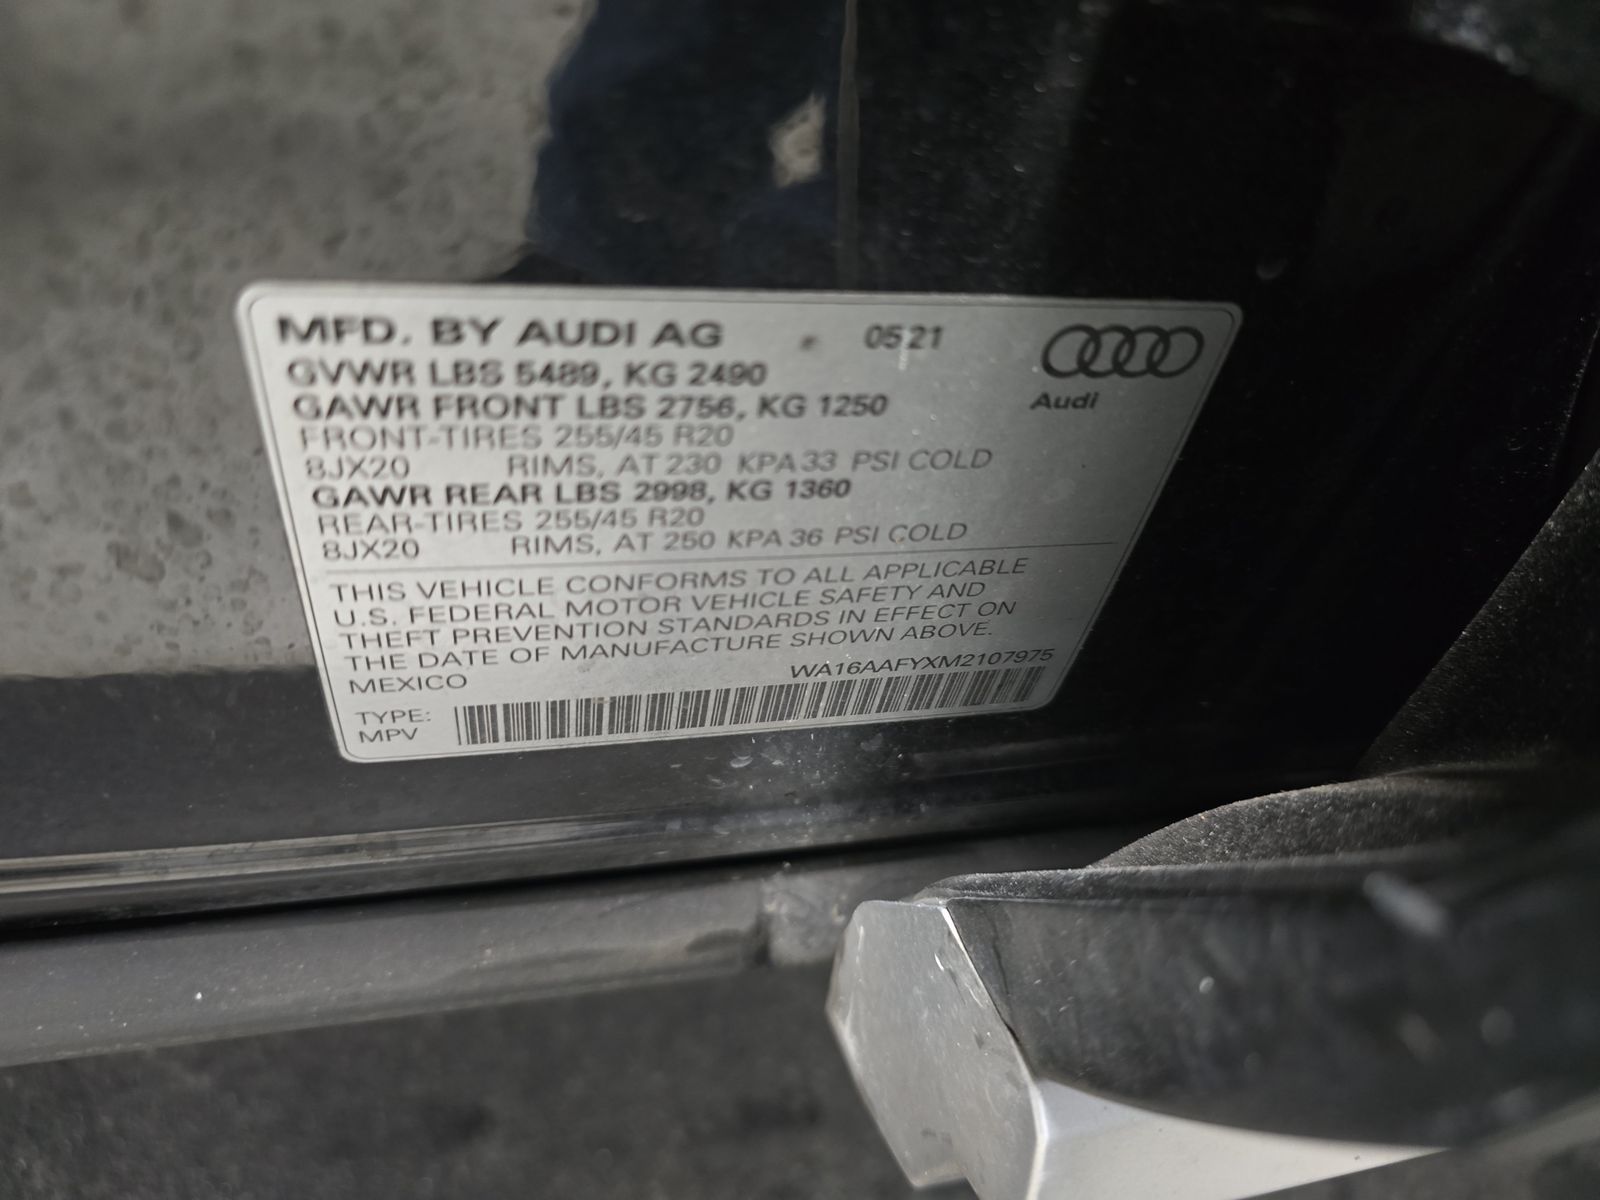 MFD. BY AUDI AG 05 21
GVWR LBS 5489, KG 2490
GAWR FRONT LBS 2756, KG 1250
FRONT-TIRES 255/45 R20
8JX20 RIMS, AT 230 KPA 33 PSI COLD
GAWR REAR LBS 2998, KG 1360
REAR-TIRES 255/45 R20
8JX20 RIMS, AT 250 KPA 36 PSI COLD
Audi
THIS VEHICLE CONFORMS TO ALL APPLICABLE
U.S. FEDERAL MOTOR VEHICLE SAFETY AND
THEFT PREVENTION STANDARDS IN EFFECT ON
THE DATE OF MANUFACTURE SHOWN ABOVE.
MEXICO WA16AAFYXM2107975
TYPE:
MPV